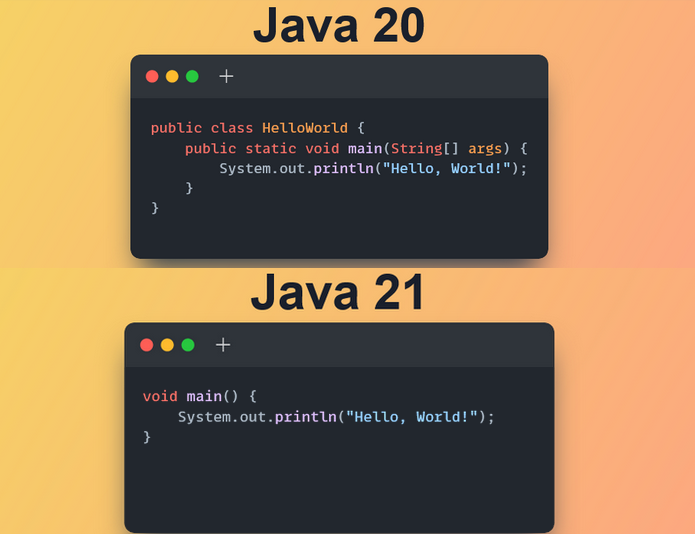 Java 20
public class HelloWorld {
    public static void main(String[] args) {
        System.out.println("Hello, World!");
    }
}
Java 21
void main() {
    System.out.println("Hello, World!");
}